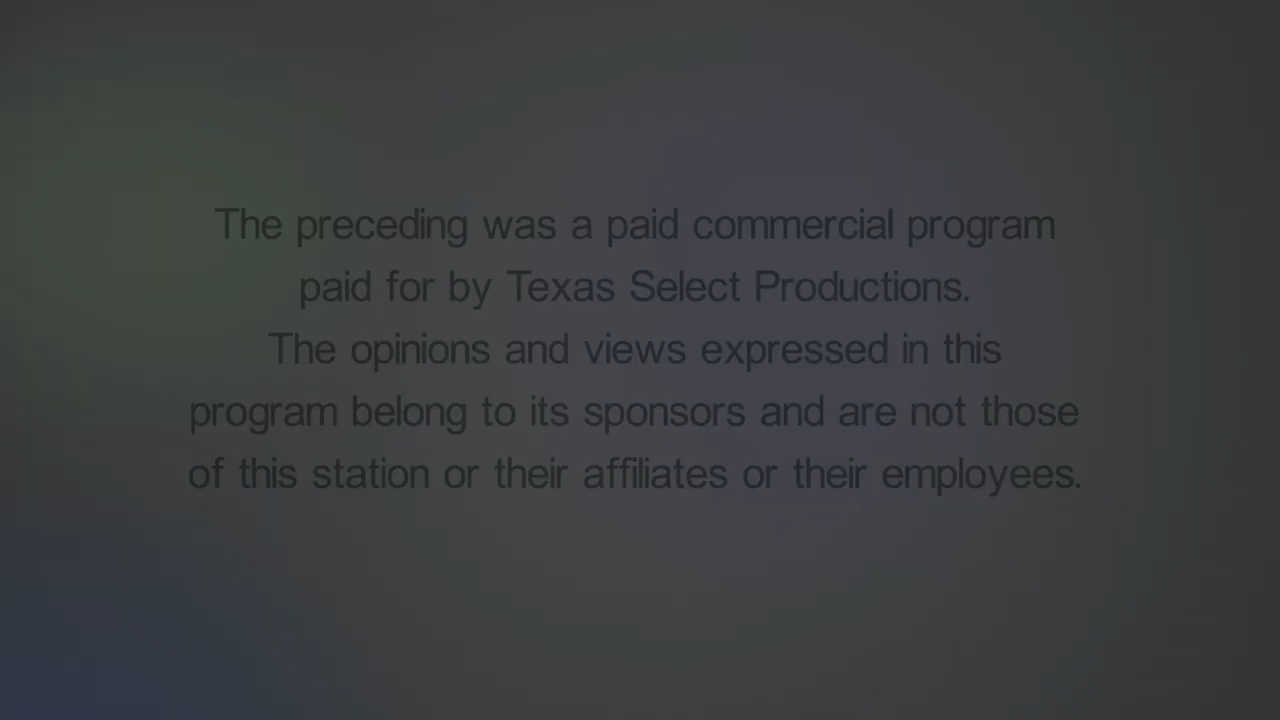 The preceding was a paid commercial program
paid for by Texas Select Productions.
The opinions and views expressed in this
program belong to its sponsors and are not those
of this station or their affiliates or their employees.